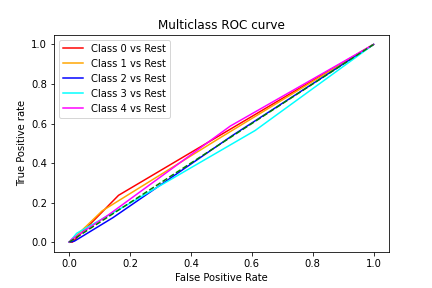 Multiclass ROC curve
True Positive rate
1.0
0.8
0.6
0.4
0.2
0.0
Class 0 vs Rest
Class 1 vs Rest
Class 2 vs Rest
Class 3 vs Rest
Class 4 vs Rest
0.0 0.2 0.4 0.6 0.8 1.0
False Positive Rate